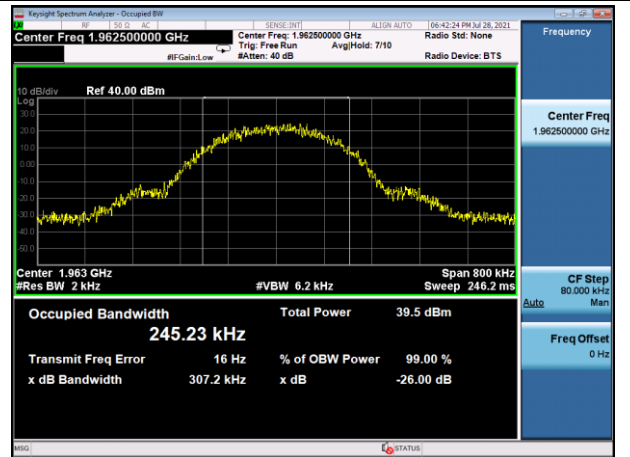 Keysight Spectrum Analyzer - Occupied BW
RF 50 Ω AC SENSE:INT ALIGN AUTO 06:42:24 PM Jul 28, 2021
Center Freq 1.962500000 GHz
Center Freq: 1.962500000 GHz Radio Std: None
Trig: Free Run Avg|Hold: 7/10
#IFGain:Low #Atten: 40 dB Radio Device: BTS
Frequency
10 dB/div Ref 40.00 dBm
Log
30.0
20.0
10.0
0.00
-10.0
-20.0
-30.0
-40.0
-50.0
Center 1.963 GHz Span 800 kHz
#Res BW 2 kHz #VBW 6.2 kHz Sweep 246.2 ms
Occupied Bandwidth Total Power 39.5 dBm
245.23 kHz
Transmit Freq Error 16 Hz % of OBW Power 99.00 %
x dB Bandwidth 307.2 kHz x dB -26.00 dB
Center Freq
1.962500000 GHz
CF Step
80.000 kHz
Auto Man
Freq Offset
0 Hz
MSG STATUS